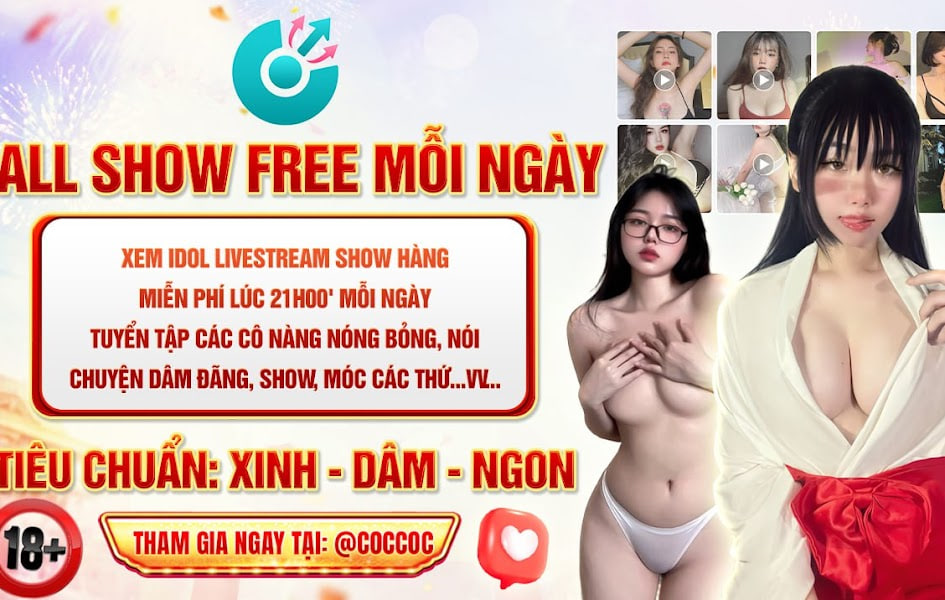 ALL SHOW FREE MỖI NGÀY
XEM IDOL LIVESTREAM SHOW HÀNG
MIỄN PHÍ LÚC 21H00' MỖI NGÀY
TUYỂN TẬP CÁC CÔ NÀNG NÓNG BỎNG, NÓI
CHUYỆN DÂM ĐÃNG, SHOW, MÓC CÁC THỨ...VV...
TIÊU CHUẨN: XINH - DÂM - NGON
18+
THAM GIA NGAY TẠI: @COCCOC